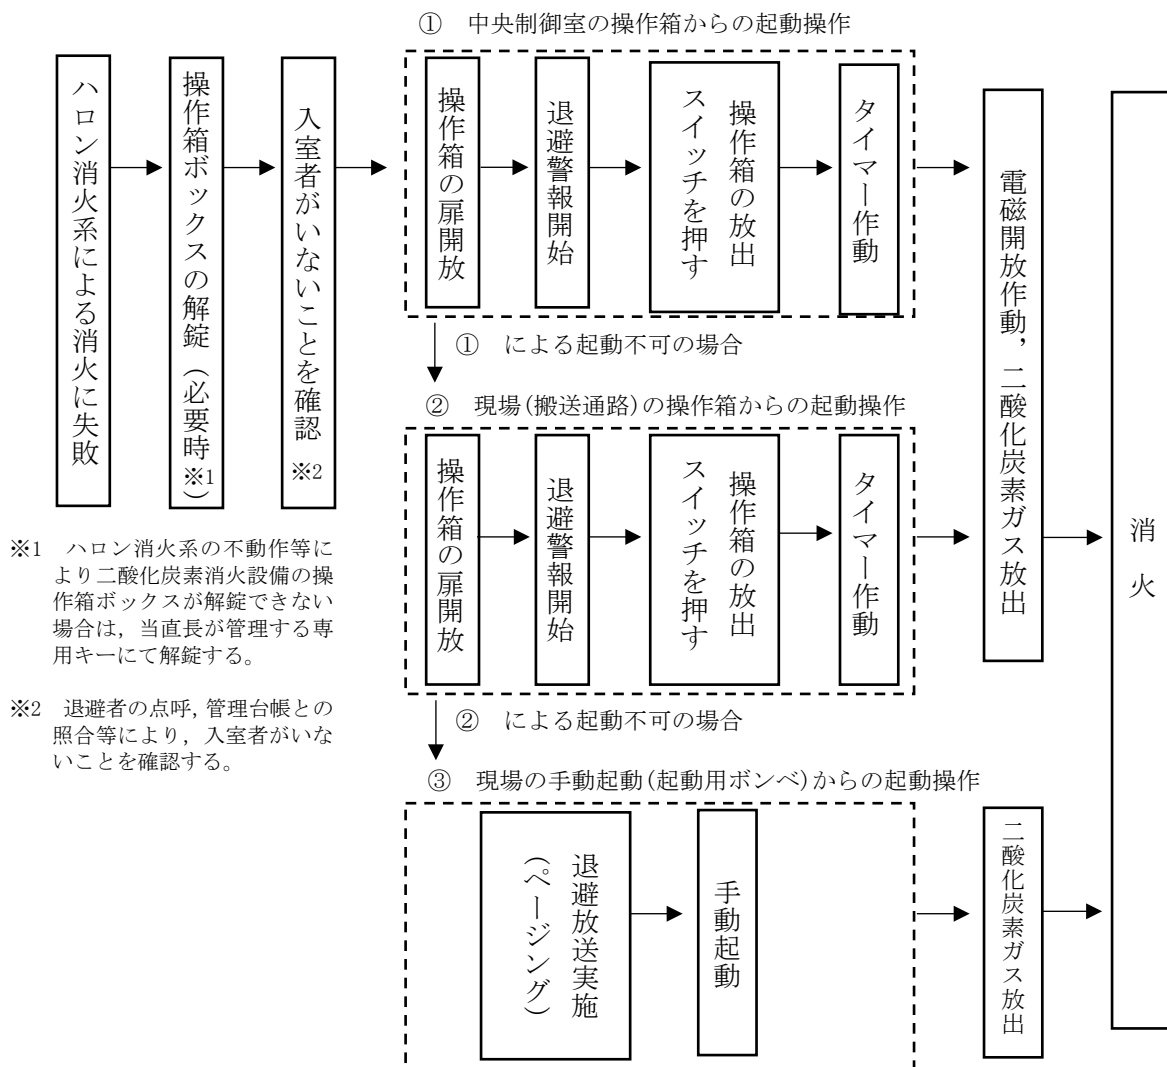 ① 中央制御室の操作箱からの起動操作
ハロン消火系による消火に失敗
操作箱ボックスの解錠（必要時※1）
入室者がいないことを確認
※2
操作箱の扉開放
退避警報開始
操作箱の放出
スイッチを押す
タイマー作動
電磁開放作動，二酸化炭素ガス放出
消火
① による起動不可の場合
② 現場(搬送通路)の操作箱からの起動操作
操作箱の扉開放
退避警報開始
操作箱の放出
スイッチを押す
タイマー作動
※1 ハロン消火系の不動作等に
より二酸化炭素消火設備の操
作箱ボックスが解錠できない
場合は，当直長が管理する専
用キーにて解錠する。
※2 退避者の点呼，管理台帳との
照合等により，入室者がいな
いことを確認する。
② による起動不可の場合
③ 現場の手動起動(起動用ボンベ)からの起動操作
退避放送実施
（ページング）
手動起動
二酸化炭素ガス放出